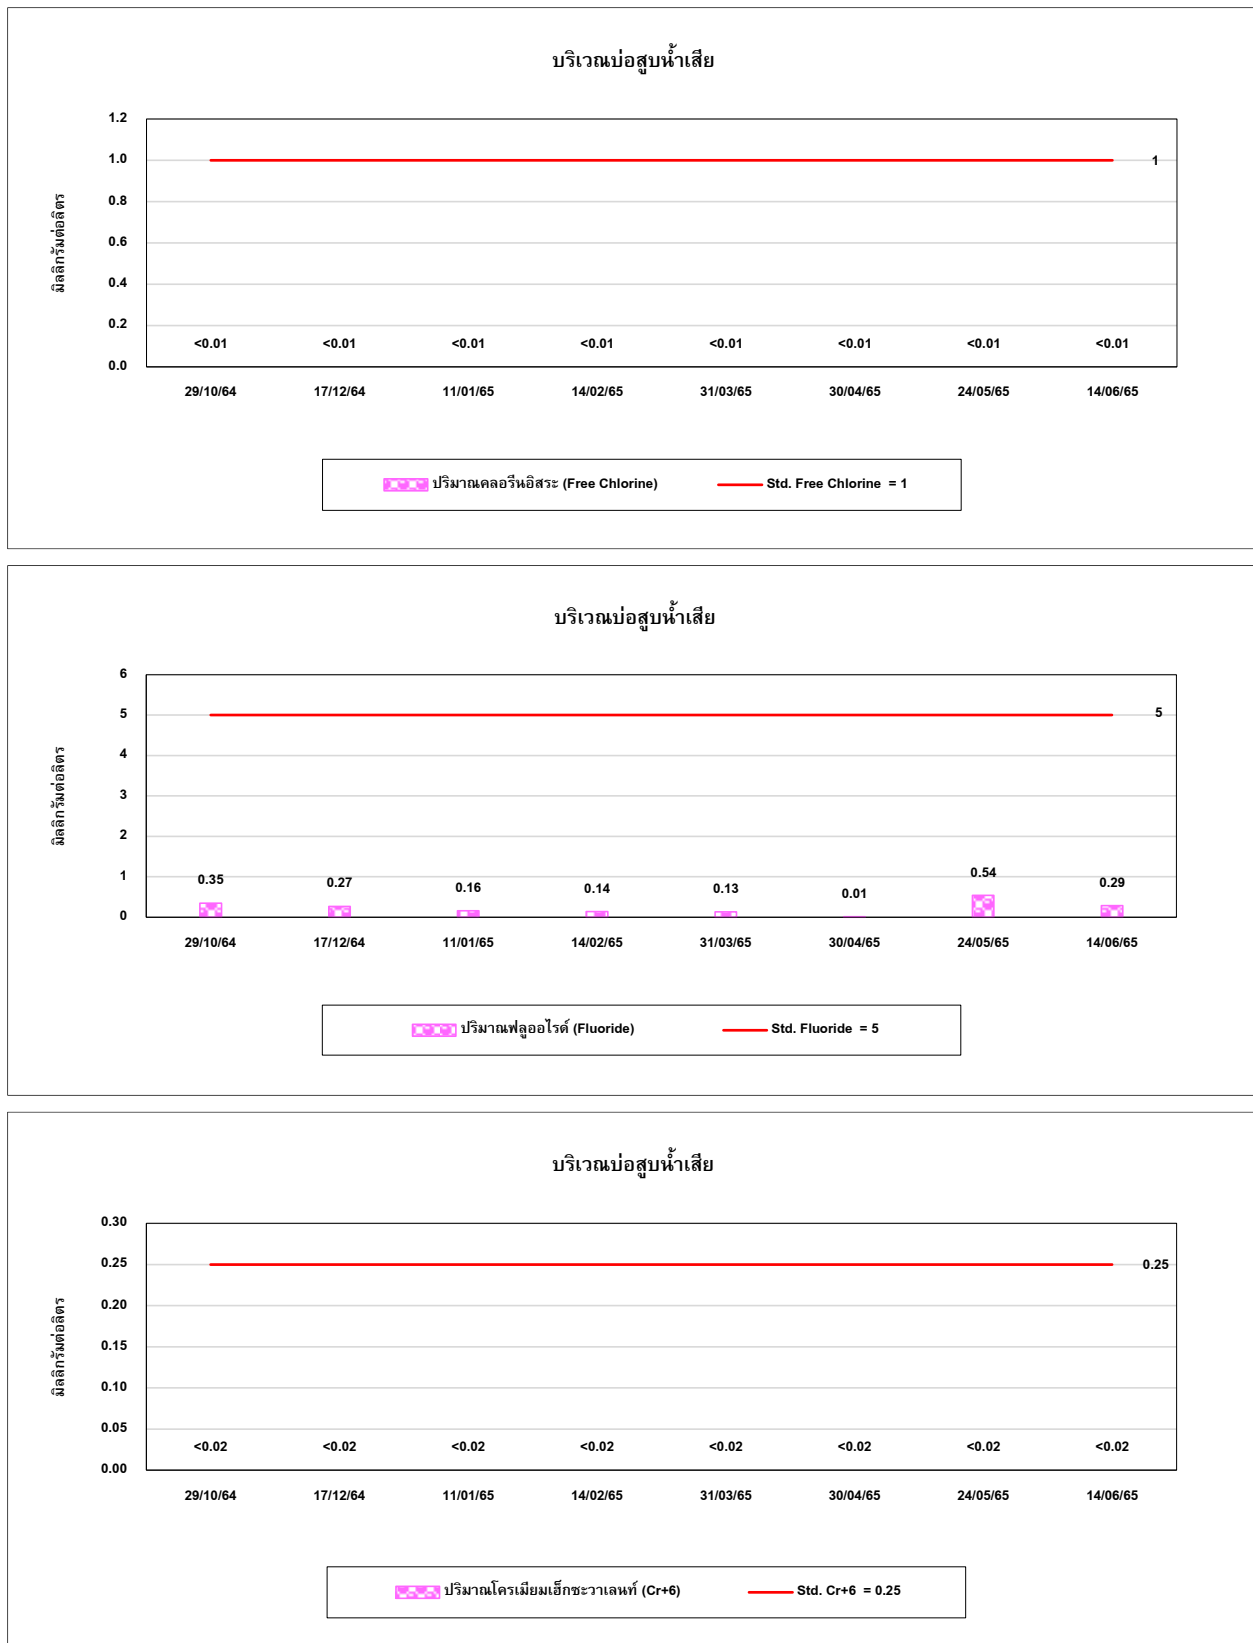 บริเวณบ่อสูบน้ำเสีย
มิลลิกรัมต่อลิตร
1.2
1.0
0.8
0.6
0.4
0.2
0.0
1
<0.01 <0.01 <0.01 <0.01 <0.01 <0.01 <0.01 <0.01
29/10/64 17/12/64 11/01/65 14/02/65 31/03/65 30/04/65 24/05/65 14/06/65
ปริมาณคลอรีนอิสระ (Free Chlorine) Std. Free Chlorine = 1
บริเวณบ่อสูบน้ำเสีย
มิลลิกรัมต่อลิตร
6
5
4
3
2
1
0
5
0.35 0.27 0.16 0.14 0.13 0.01 0.54 0.29
29/10/64 17/12/64 11/01/65 14/02/65 31/03/65 30/04/65 24/05/65 14/06/65
ปริมาณฟลูออไรด์ (Fluoride) Std. Fluoride = 5
บริเวณบ่อสูบน้ำเสีย
มิลลิกรัมต่อลิตร
0.30
0.25
0.20
0.15
0.10
0.05
0.00
0.25
<0.02 <0.02 <0.02 <0.02 <0.02 <0.02 <0.02 <0.02
29/10/64 17/12/64 11/01/65 14/02/65 31/03/65 30/04/65 24/05/65 14/06/65
ปริมาณโครเมียมเฮ็กซะวาเลนท์ (Cr+6) Std. Cr+6 = 0.25